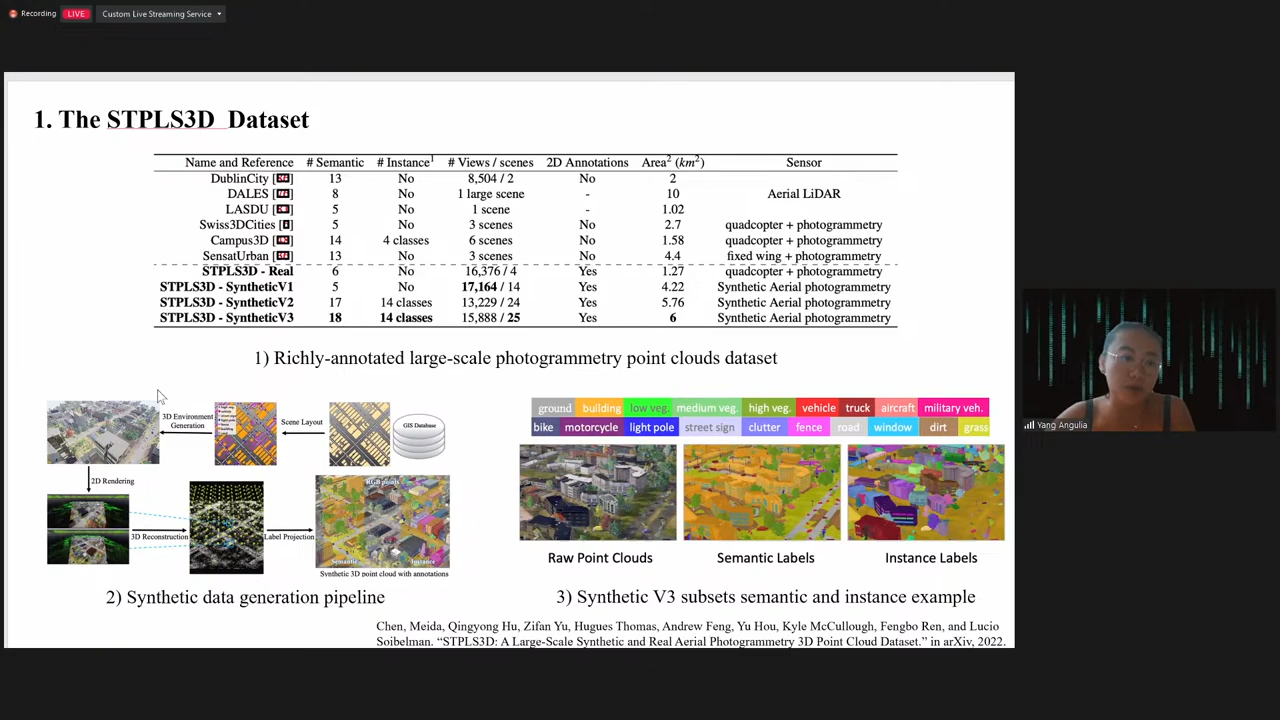 Recording LIVE Custom Live Streaming Service
1. The STPLS3D Dataset
Name and Reference # Semantic # Instance1 # Views / scenes 2D Annotations Area2 (km2) Sensor
DublinCity 13 No 8,504 / 2 No 2
DALES 8 No 1 large scene - 10 Aerial LiDAR
LASDU 5 No 1 scene - 1.02
Swiss3DCities 5 No 3 scenes No 2.7 quadcopter + photogrammetry
Campus3D 14 4 classes 6 scenes No 1.58 quadcopter + photogrammetry
SensatUrban 13 No 3 scenes No 4.4 fixed wing + photogrammetry
STPLS3D - Real 6 No 16,376 / 4 Yes 1.27 quadcopter + photogrammetry
STPLS3D - SyntheticV1 5 No 17,164 / 14 Yes 4.22 Synthetic Aerial photogrammetry
STPLS3D - SyntheticV2 17 14 classes 13,229 / 24 Yes 5.76 Synthetic Aerial photogrammetry
STPLS3D - SyntheticV3 18 14 classes 15,888 / 25 Yes 6 Synthetic Aerial photogrammetry
1) Richly-annotated large-scale photogrammetry point clouds dataset
3D Environment
Generation
Scene Layout
GIS Database
2D Rendering
RGB points
3D Reconstruction
Label Projection
Semantic Instance
Synthetic 3D point cloud with annotations
2) Synthetic data generation pipeline
ground building low veg. medium veg. high veg. vehicle truck aircraft military veh.
bike motorcycle light pole street sign clutter fence road window dirt grass
Raw Point Clouds Semantic Labels Instance Labels
3) Synthetic V3 subsets semantic and instance example
Chen, Meida, Qingyong Hu, Zifan Yu, Hugues Thomas, Andrew Feng, Yu Hou, Kyle McCullough, Fengbo Ren, and Lucio
Soibelman. “STPLS3D: A Large-Scale Synthetic and Real Aerial Photogrammetry 3D Point Cloud Dataset.” in arXiv, 2022.
Yang Angulia